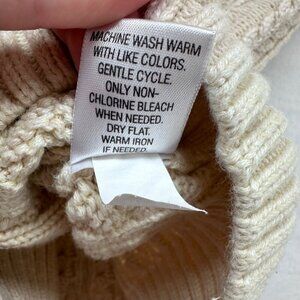 MACHINE WASH WARM
WITH LIKE COLORS.
GENTLE CYCLE.
ONLY NON-
CHLORINE BLEACH
WHEN NEEDED.
DRY FLAT.
WARM IRON
IF NEEDED